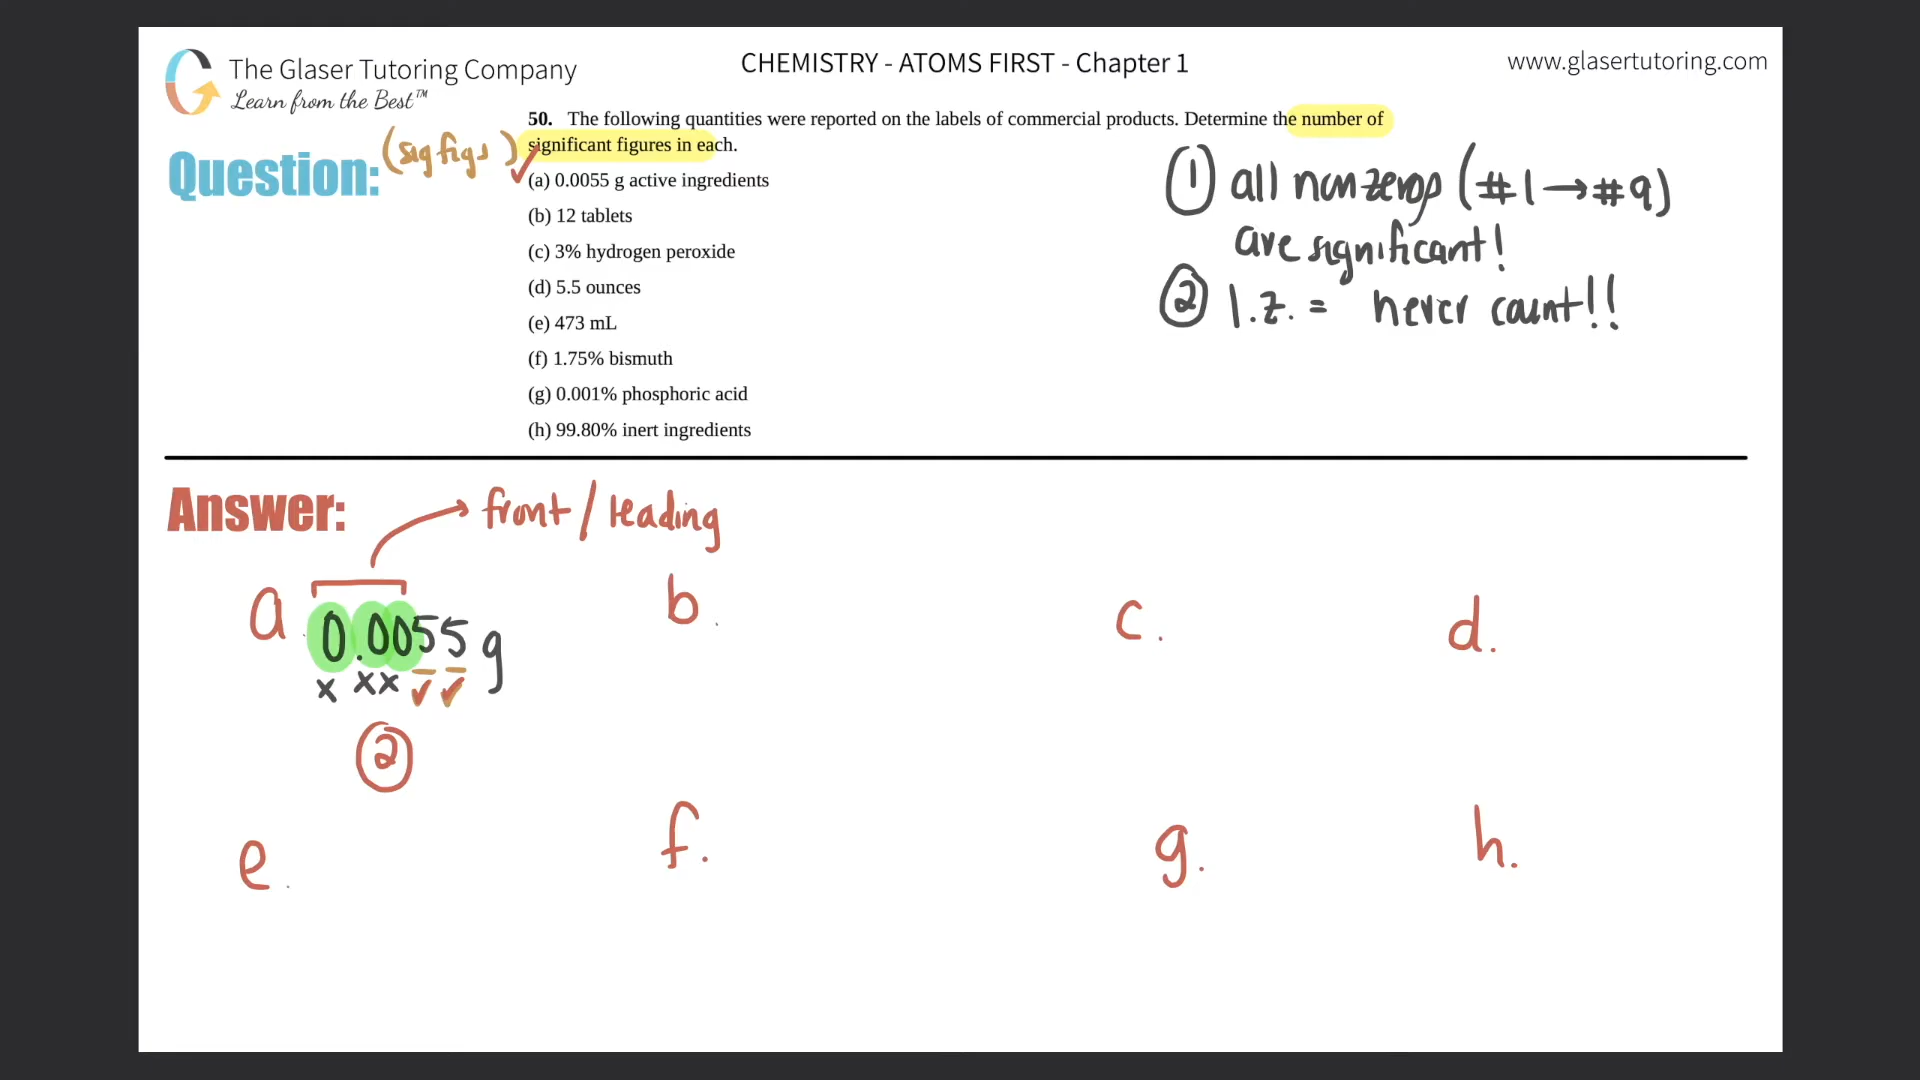 The Glaser Tutoring Company
Learn from the Best™
CHEMISTRY - ATOMS FIRST - Chapter 1
www.glasertutoring.com
50. The following quantities were reported on the labels of commercial products. Determine the number of
significant figures in each.
(sig figs)
Question:
(a) 0.0055 g active ingredients
(b) 12 tablets
(c) 3% hydrogen peroxide
(d) 5.5 ounces
(e) 473 mL
(f) 1.75% bismuth
(g) 0.001% phosphoric acid
(h) 99.80% inert ingredients
① all nonzeros (#1→#9)
are significant!
② l.z. = never count!!
Answer:
front/leading
a. 0.0055 g
x xx ✓ ✓
②
b.
c.
d.
e.
f.
g.
h.